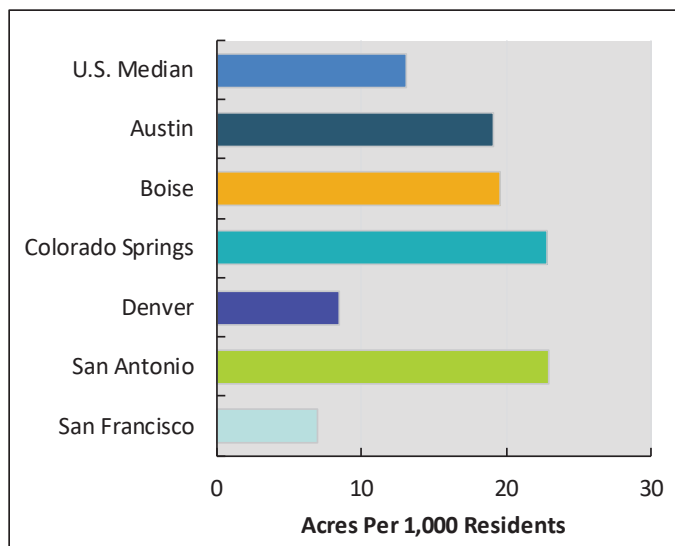 U.S. Median
Austin
Boise
Colorado Springs
Denver
San Antonio
San Francisco
0 10 20 30
Acres Per 1,000 Residents